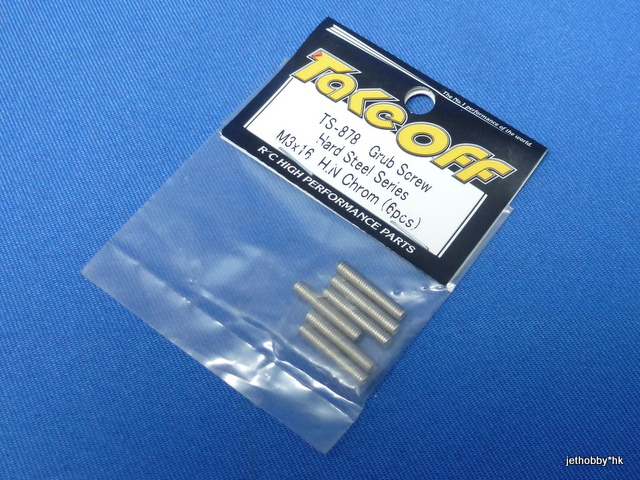 The No.1 performance of the world.
TakeOff
TS-878 Grub Screw
Hard Steel Series
M3x16 H.N Chrom (6pcs)
R/C HIGH PERFORMANCE PARTS
jethobby*hk